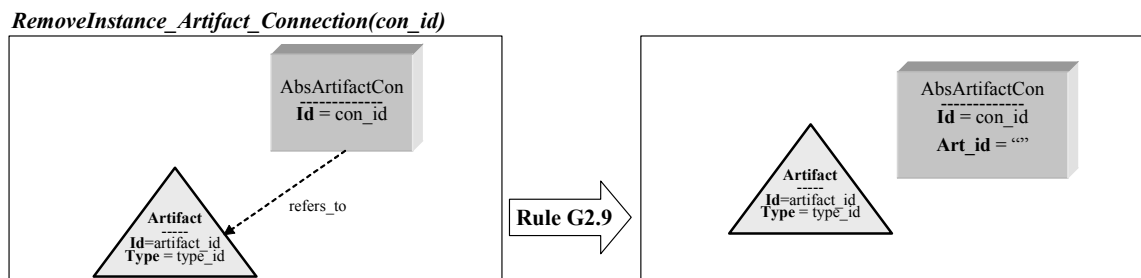 RemoveInstance_Artifact_Connection(con_id)
AbsArtifactCon
-------------
Id = con_id
refers_to
Artifact
-----
Id=artifact_id
Type = type_id
Rule G2.9
AbsArtifactCon
-------------
Id = con_id
Art_id = “”
Artifact
-----
Id=artifact_id
Type = type_id